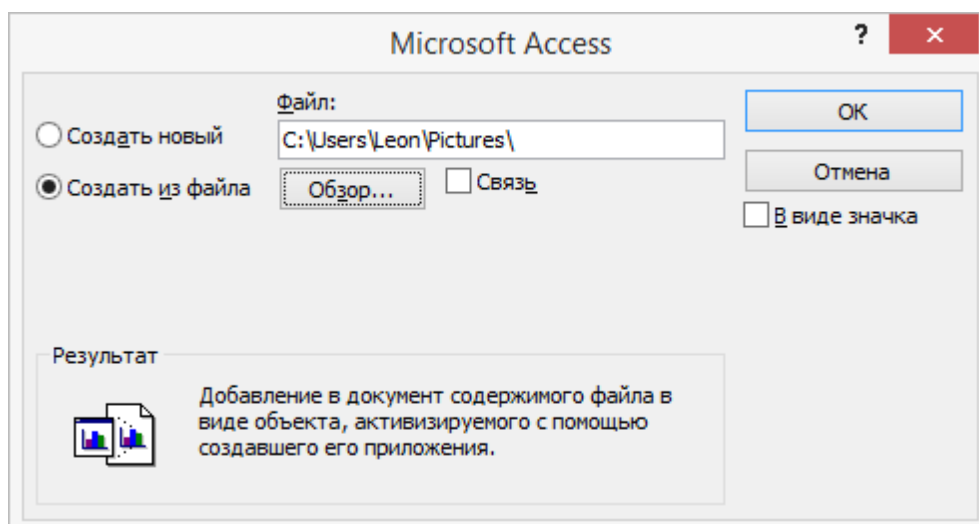 Microsoft Access
?
Файл:
Создать новый
C:\Users\Leon\Pictures\
OK
Создать из файла
Обзор...
Связь
Отмена
В виде значка
Результат
Добавление в документ содержимого файла в
виде объекта, активизируемого с помощью
создавшего его приложения.